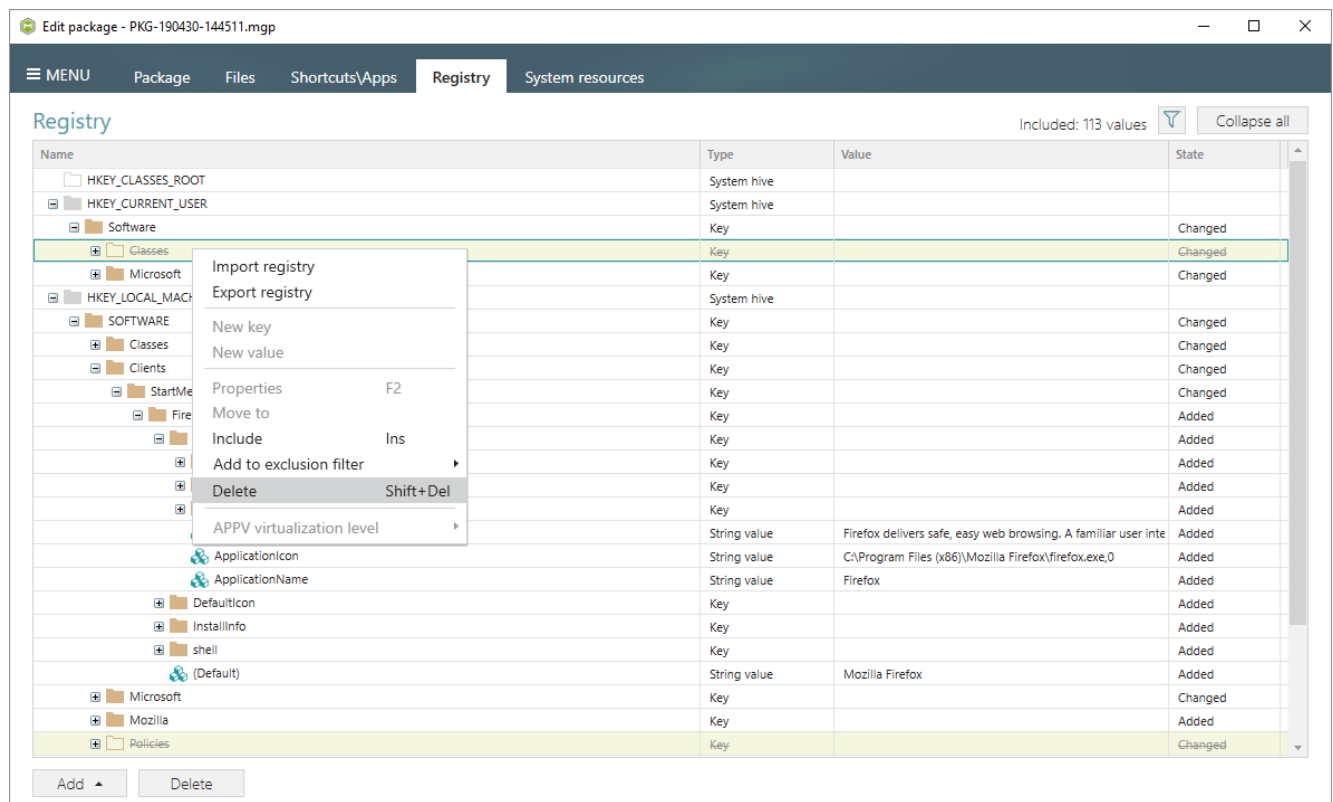 Edit package - PKG-190430-144511.mgp
MENU Package Files Shortcuts\Apps Registry System resources
Registry Included: 113 values Collapse all
Name Type Value State
HKEY_CLASSES_ROOT System hive
HKEY_CURRENT_USER System hive
Software Key Changed
Classes Key Changed
Microsoft Key Changed
HKEY_LOCAL_MACH System hive
SOFTWARE Key Changed
Classes Key Changed
Clients Key Changed
StartMe Key Changed
Fire Key Added
Key Added
Key Added
Key Added
Key Added
String value Firefox delivers safe, easy web browsing. A familiar user inte Added
ApplicationIcon String value C:\Program Files (x86)\Mozilla Firefox\firefox.exe,0 Added
ApplicationName String value Firefox Added
DefaultIcon Key Added
InstallInfo Key Added
shell Key Added
(Default) String value Mozilla Firefox Added
Microsoft Key Changed
Mozilla Key Added
Policies Key Changed
Import registry
Export registry
New key
New value
Properties F2
Move to
Include Ins
Add to exclusion filter
Delete Shift+Del
APPV virtualization level
Add Delete